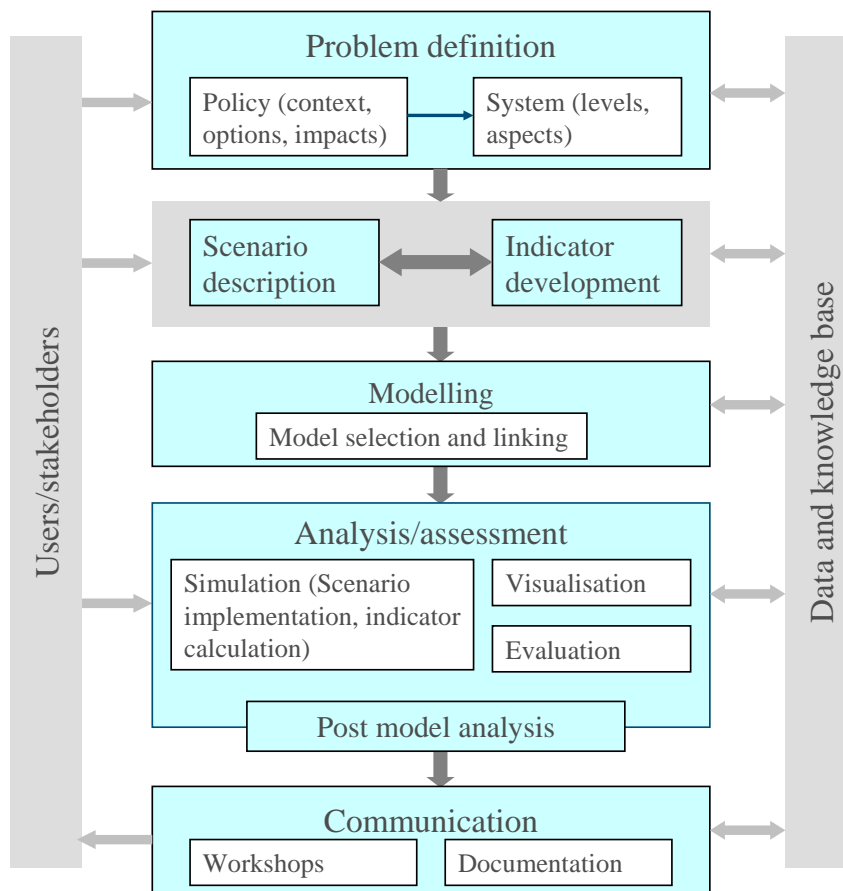 Problem definition
Policy (context,
options, impacts)
System (levels,
aspects)
Scenario
description
Indicator
development
Modelling
Model selection and linking
Analysis/assessment
Simulation (Scenario
implementation, indicator
calculation)
Visualisation
Evaluation
Post model analysis
Communication
Workshops
Documentation
Users/stakeholders
Data and knowledge base